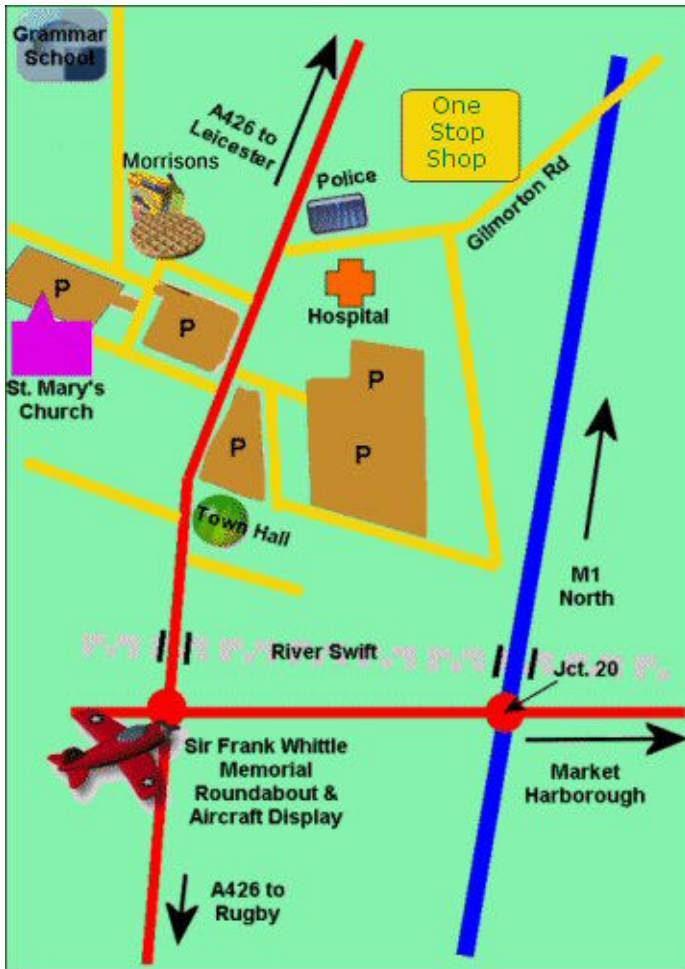 Grammar
School
A426 to
Leicester
One
Stop
Shop
Morrisons
Police
Gilmorton Rd
P
P
Hospital
St. Mary's
Church
P
P
P
Town Hall
M1
North
River Swift
Jct. 20
Sir Frank Whittle
Memorial
Roundabout &
Aircraft Display
Market
Harborough
A426 to
Rugby